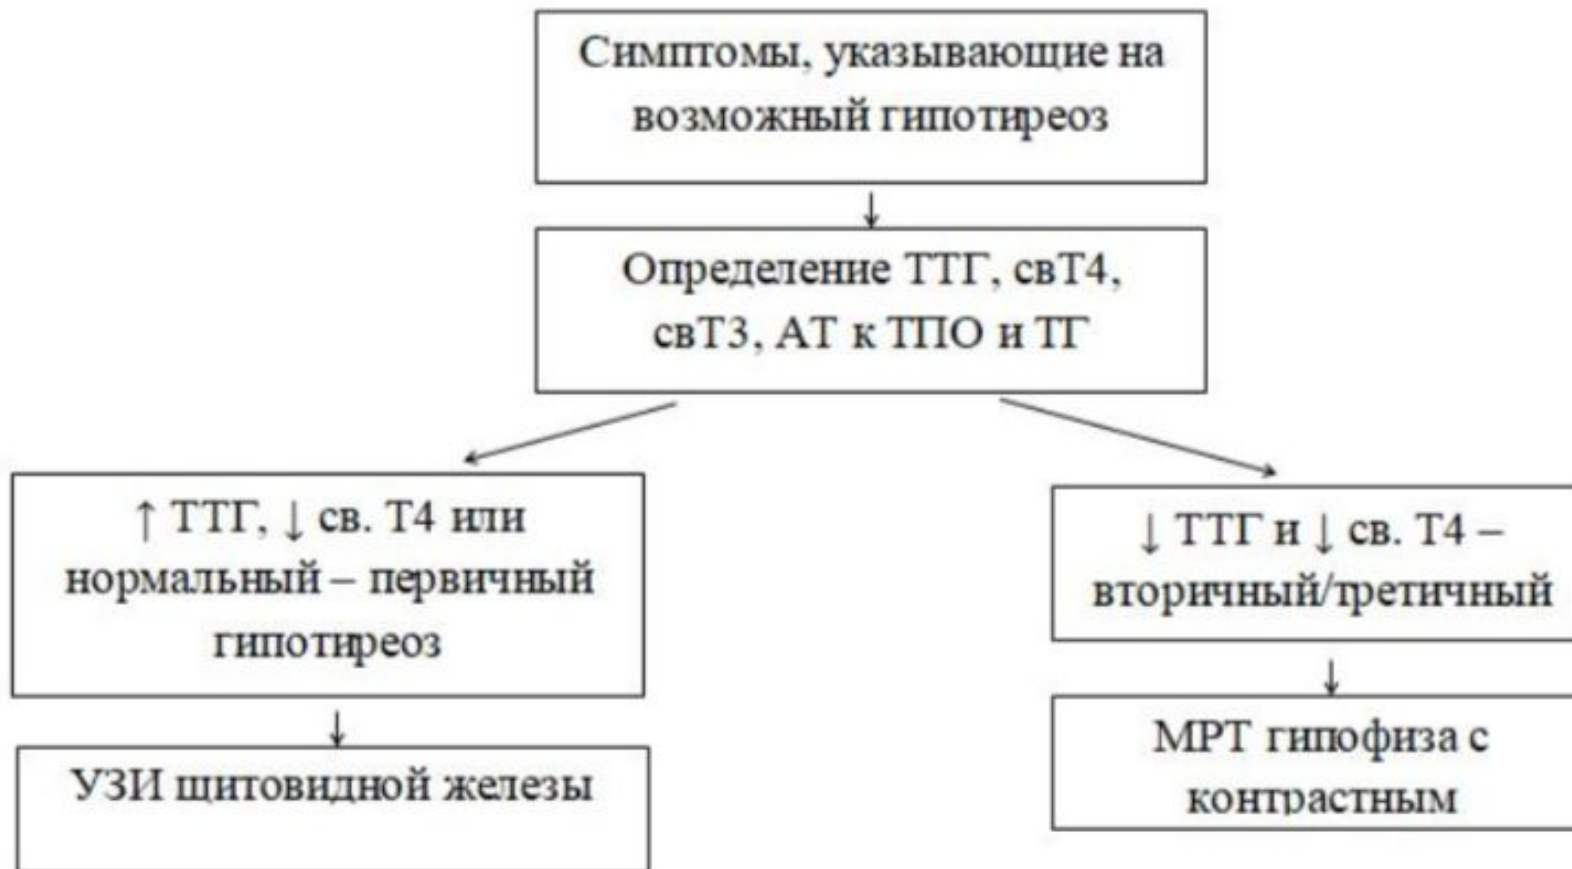 Симптомы, указывающие на
возможный гипотиреоз
Определение ТТГ, свТ4,
свТ3, АТ к ТПО и ТГ
↑ ТТГ, ↓ св. Т4 или
нормальный – первичный
гипотиреоз
↓ ТТГ и ↓ св. Т4 –
вторичный/третичный
УЗИ щитовидной железы
МРТ гипофиза с
контрастным